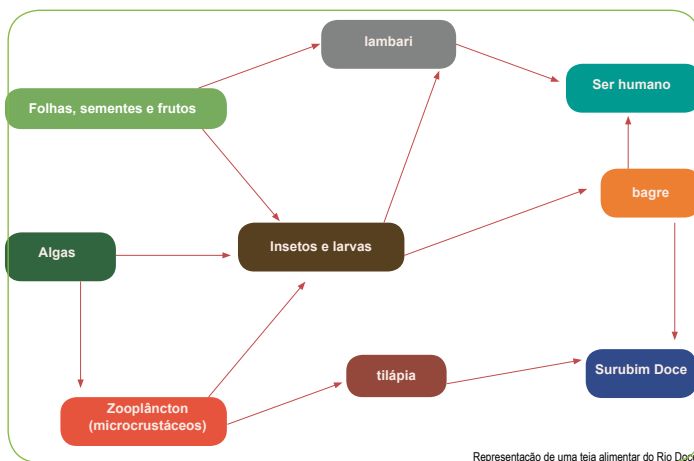 lambari
Ser humano
Folhas, sementes e frutos
bagre
Algas
Insetos e larvas
tilápia
Surubim Doce
Zooplâncton
(microcrustáceos)
Representação de uma teia alimentar do Rio Doce